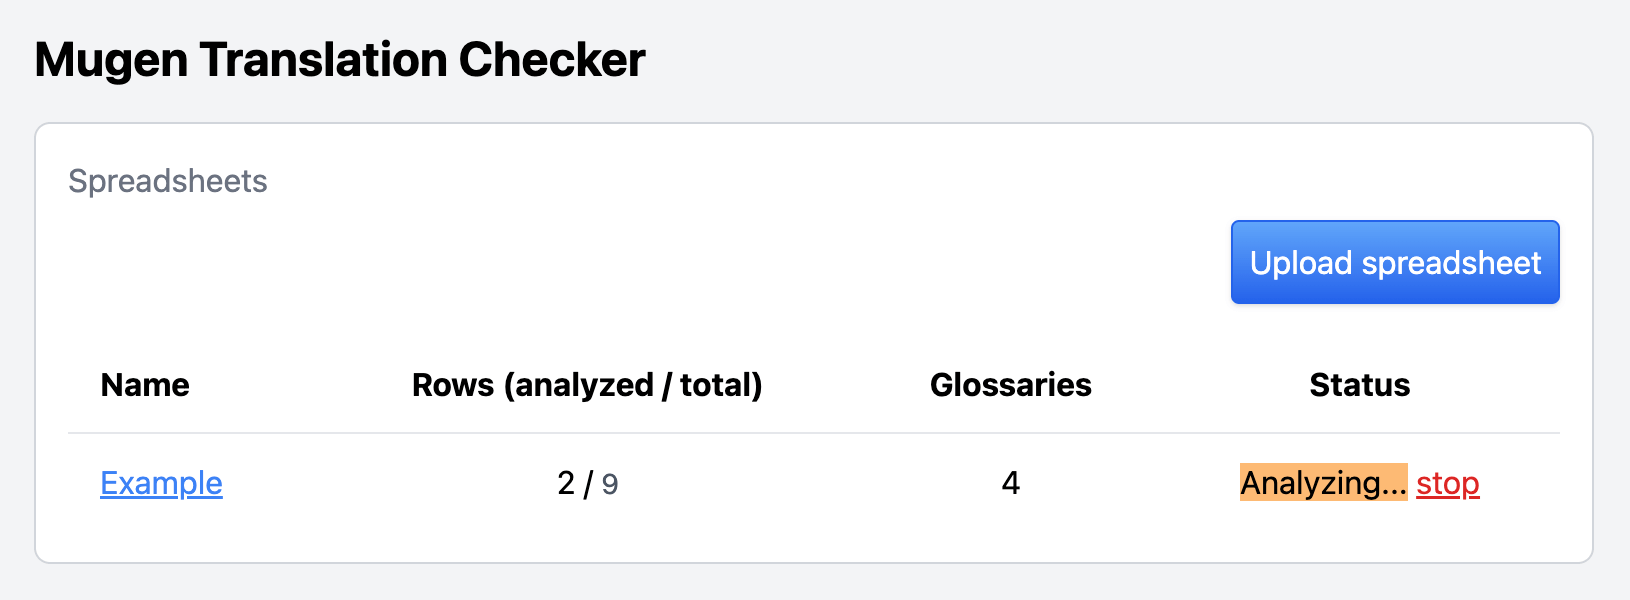 Mugen Translation Checker
Spreadsheets
Upload spreadsheet
Name Rows (analyzed / total) Glossaries Status
Example 2 / 9 4 Analyzing... stop